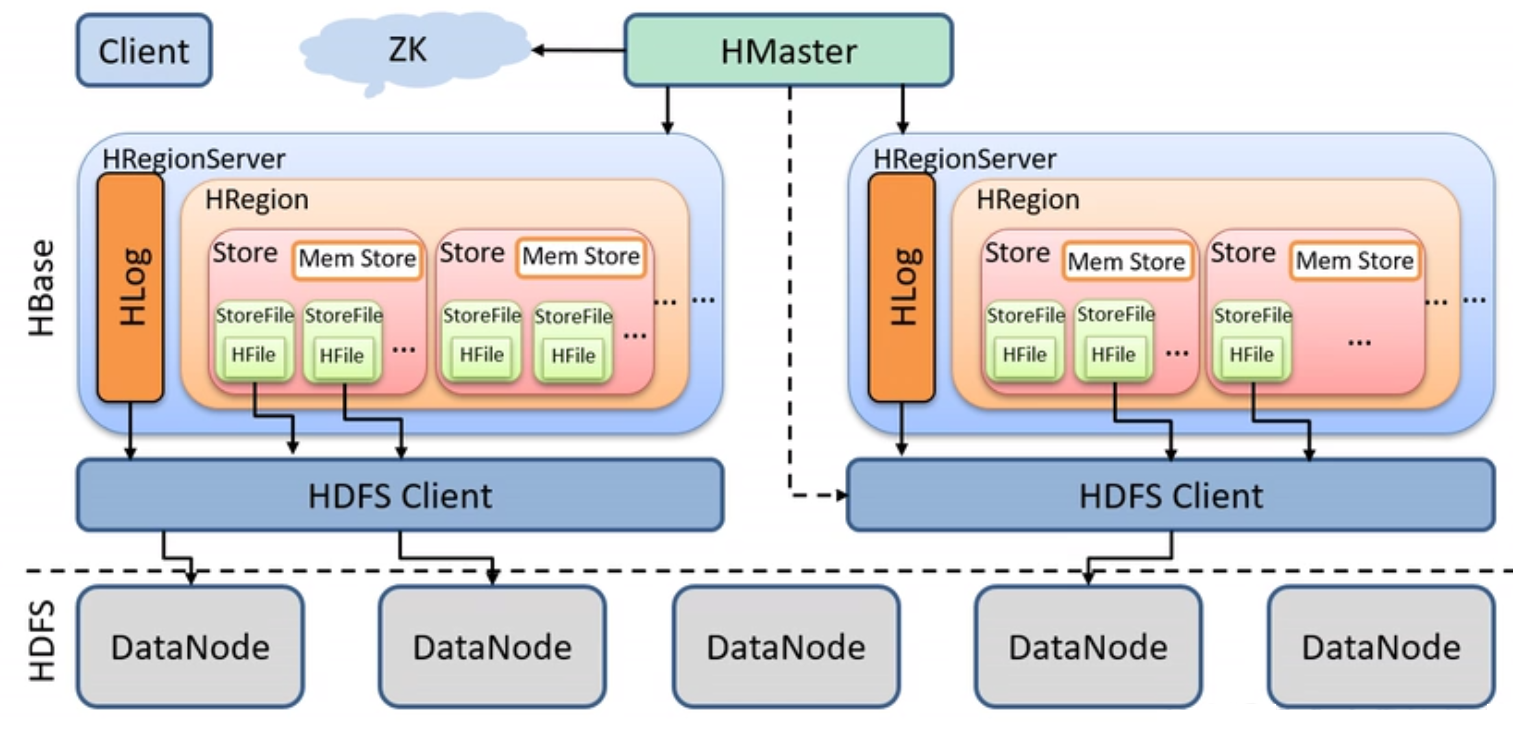 Client
ZK
HMaster
HBase
HRegionServer
HLog
HRegion
Store
Mem Store
StoreFile
HFile
StoreFile
HFile
...
Store
Mem Store
StoreFile
HFile
StoreFile
HFile
...
...
...
HRegionServer
HLog
HRegion
Store
Mem Store
StoreFile
HFile
StoreFile
HFile
...
Store
Mem Store
StoreFile
HFile
...
...
...
HDFS Client
HDFS Client
HDFS
DataNode
DataNode
DataNode
DataNode
DataNode